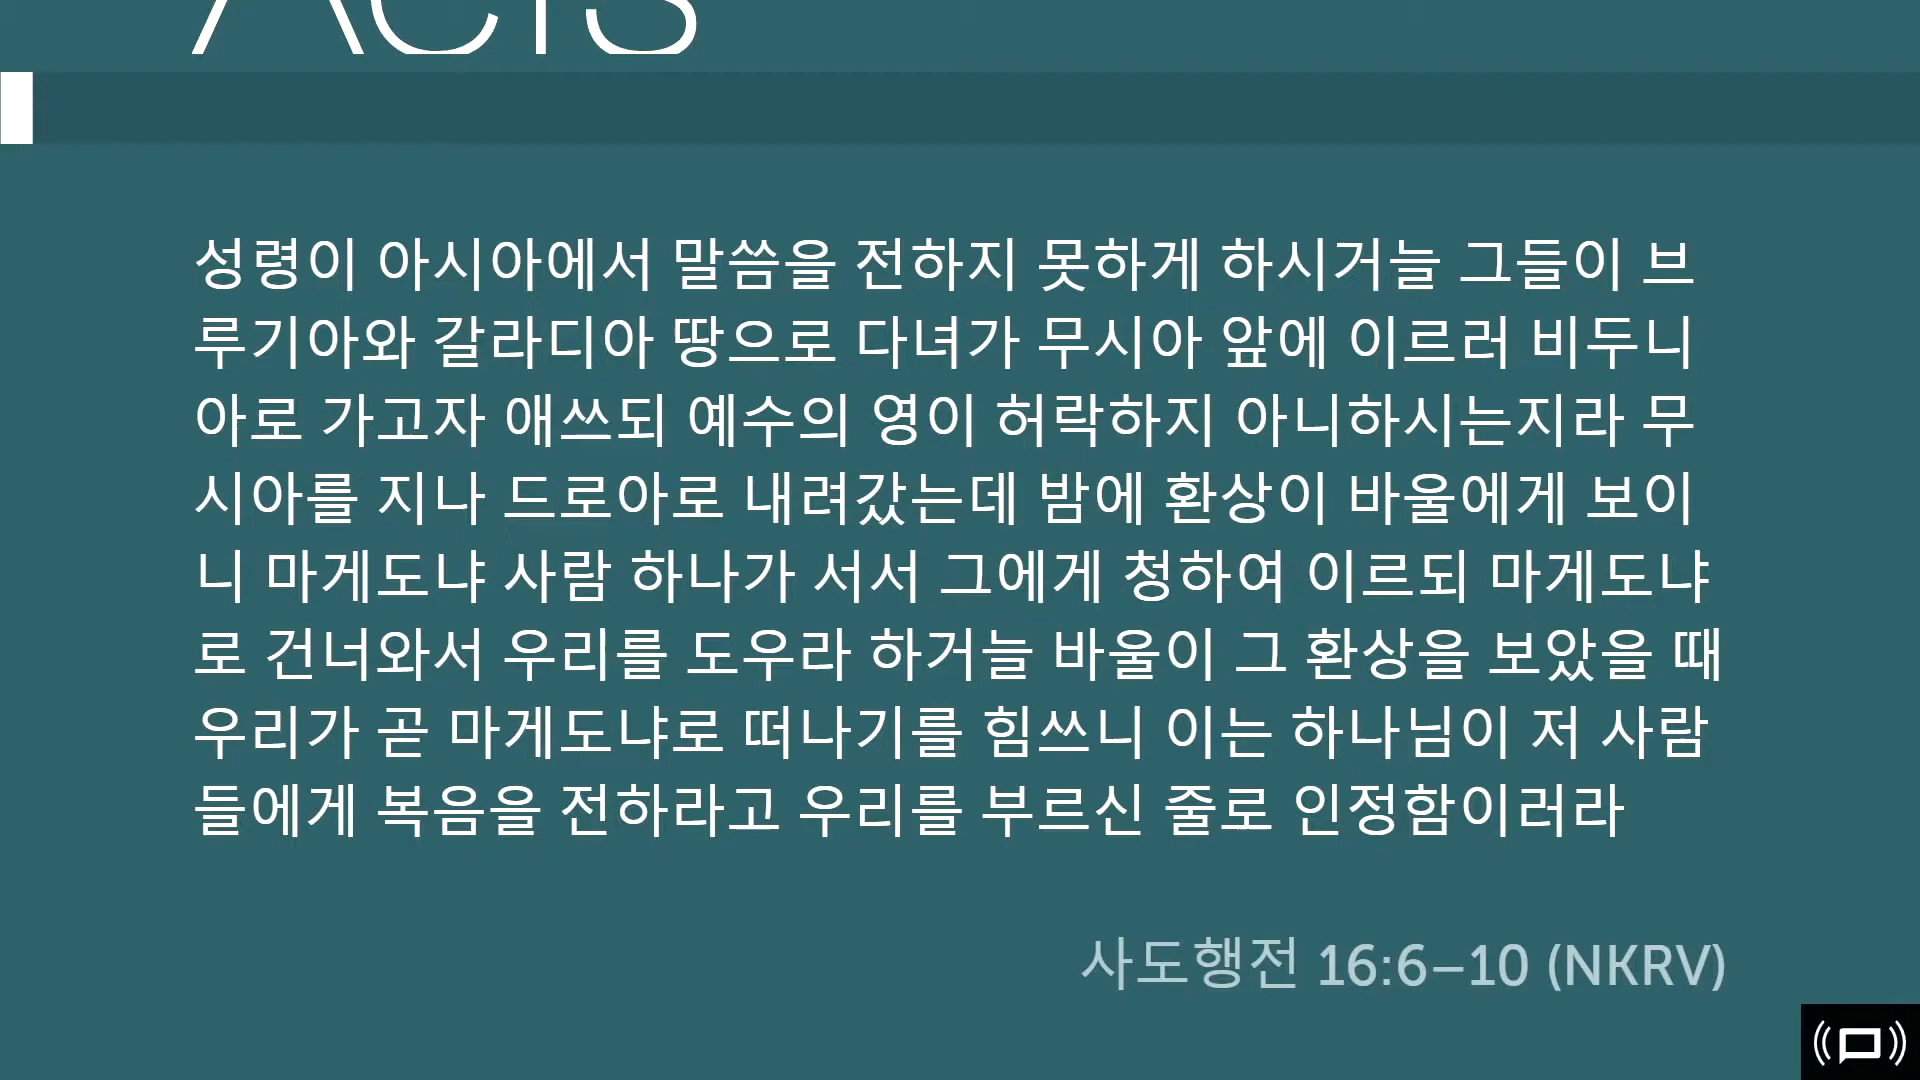 Acts
성령이 아시아에서 말씀을 전하지 못하게 하시거늘 그들이 브
루기아와 갈라디아 땅으로 다녀가 무시아 앞에 이르러 비두니
아로 가고자 애쓰되 예수의 영이 허락하지 아니하시는지라 무
시아를 지나 드로아로 내려갔는데 밤에 환상이 바울에게 보이
니 마게도냐 사람 하나가 서서 그에게 청하여 이르되 마게도냐
로 건너와서 우리를 도우라 하거늘 바울이 그 환상을 보았을 때
우리가 곧 마게도냐로 떠나기를 힘쓰니 이는 하나님이 저 사람
들에게 복음을 전하라고 우리를 부르신 줄로 인정함이러라
사도행전 16:6–10 (NKRV)